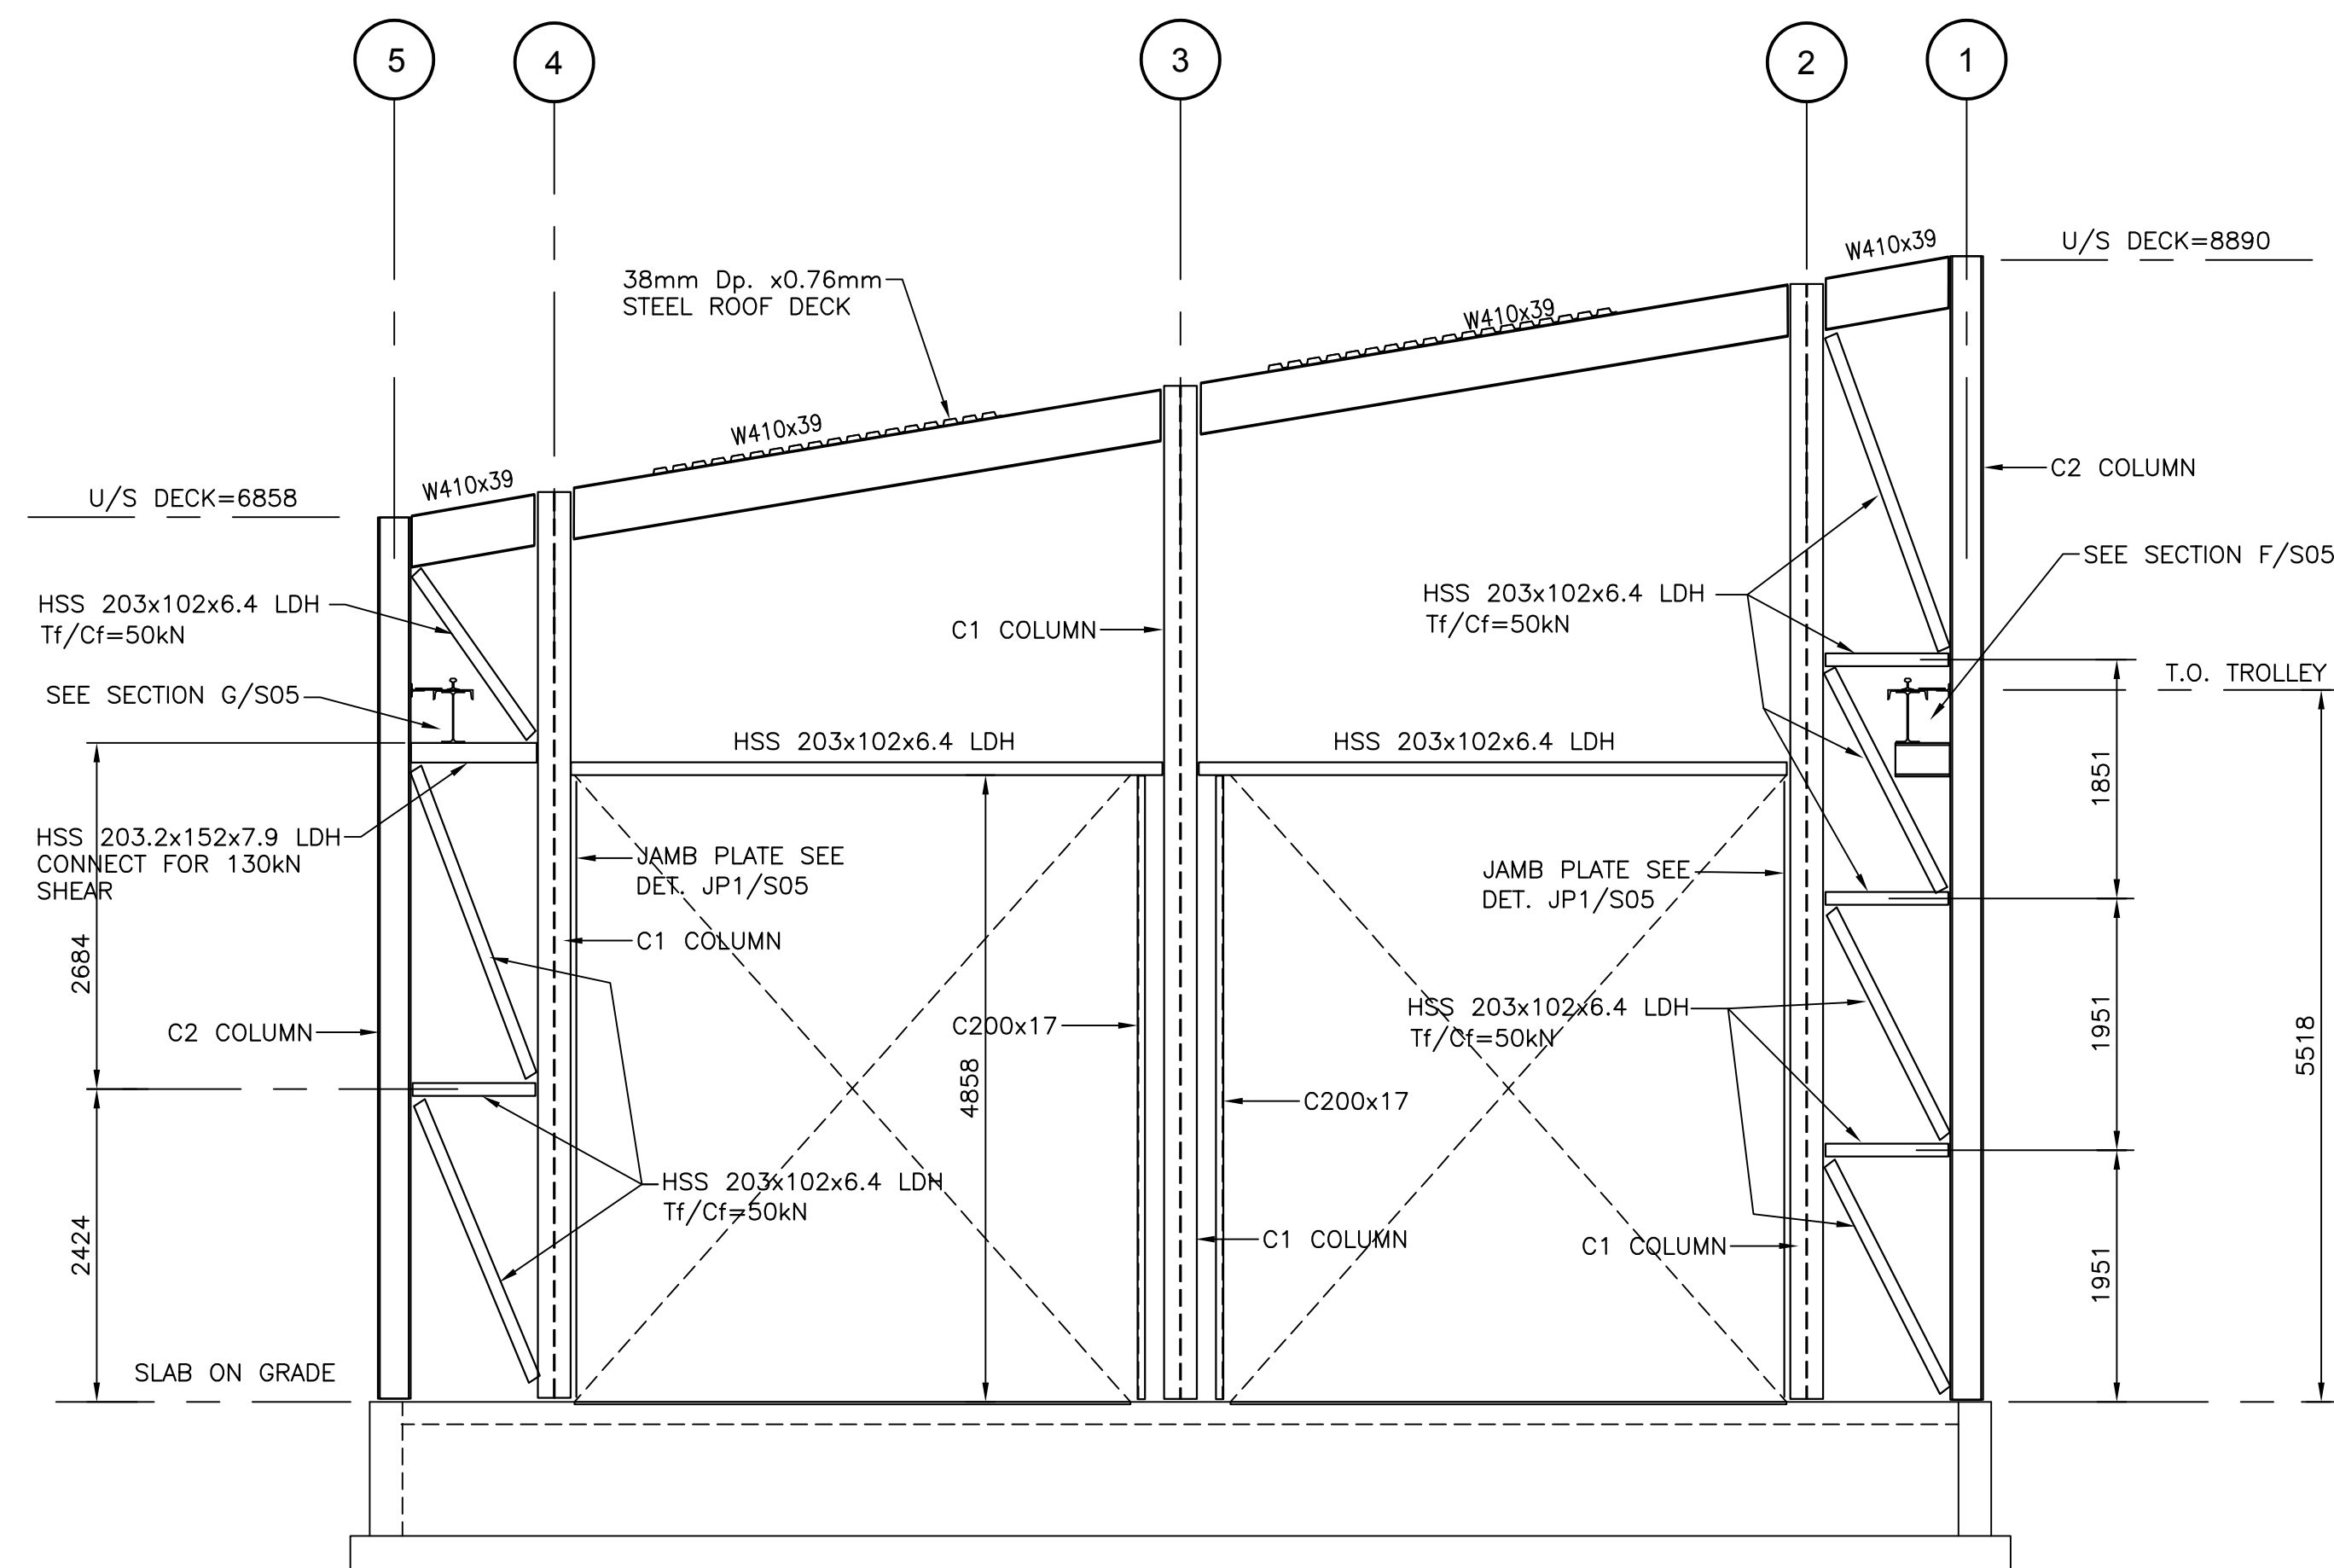 5
4
3
2
1
W410x39
U/S DECK=8890
38mm Dp. x0.76mm
STEEL ROOF DECK
W410x39
W410x39
C2 COLUMN
W410x39
U/S DECK=6858
SEE SECTION F/S05
HSS 203x102x6.4 LDH
Tf/Cf=50kN
HSS 203x102x6.4 LDH
Tf/Cf=50kN
C1 COLUMN
T.O. TROLLEY
SEE SECTION G/S05
HSS 203x102x6.4 LDH
HSS 203x102x6.4 LDH
1851
HSS 203.2x152x7.9 LDH
CONNECT FOR 130kN
SHEAR
JAMB PLATE SEE
DET. JP1/S05
JAMB PLATE SEE
DET. JP1/S05
C1 COLUMN
2684
C2 COLUMN
C200x17
HSS 203x102x6.4 LDH
Tf/Cf=50kN
1951
5518
4858
C200x17
HSS 203x102x6.4 LDH
Tf/Cf=50kN
2424
C1 COLUMN
C1 COLUMN
1951
SLAB ON GRADE